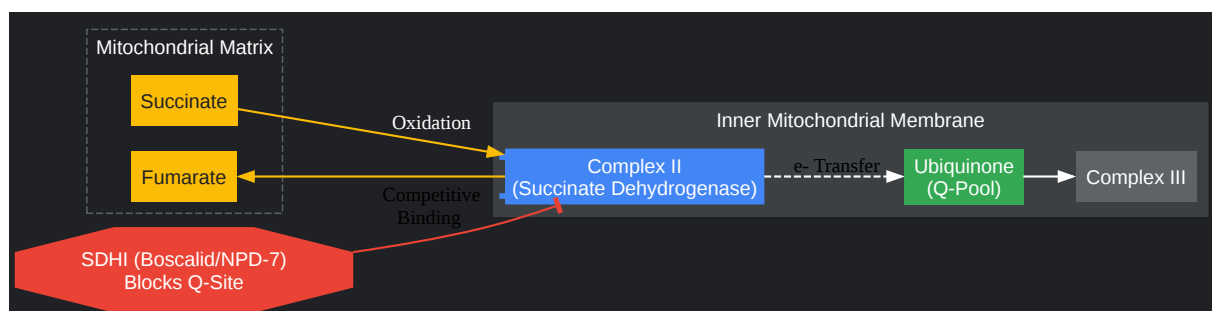 Mitochondrial Matrix
Succinate
Fumarate
Oxidation
Competitive
Binding
SDHI (Boscalid/NPD-7)
Blocks Q-Site
Inner Mitochondrial Membrane
Complex II
(Succinate Dehydrogenase)
e- Transfer
Ubiquinone
(Q-Pool)
Complex III